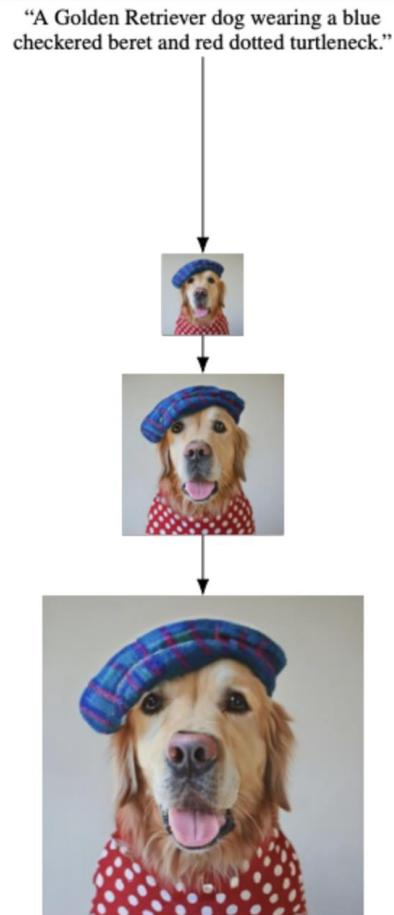 “A Golden Retriever dog wearing a blue
checkered beret and red dotted turtleneck.”